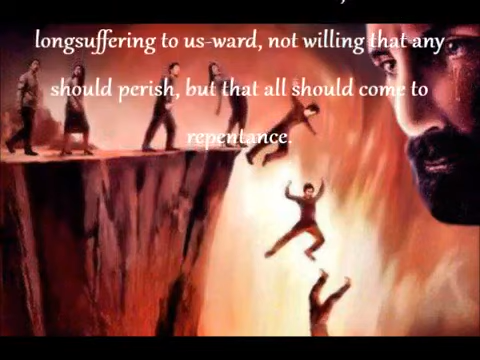 longsuffering to us-ward, not willing that any
should perish, but that all should come to
repentance.